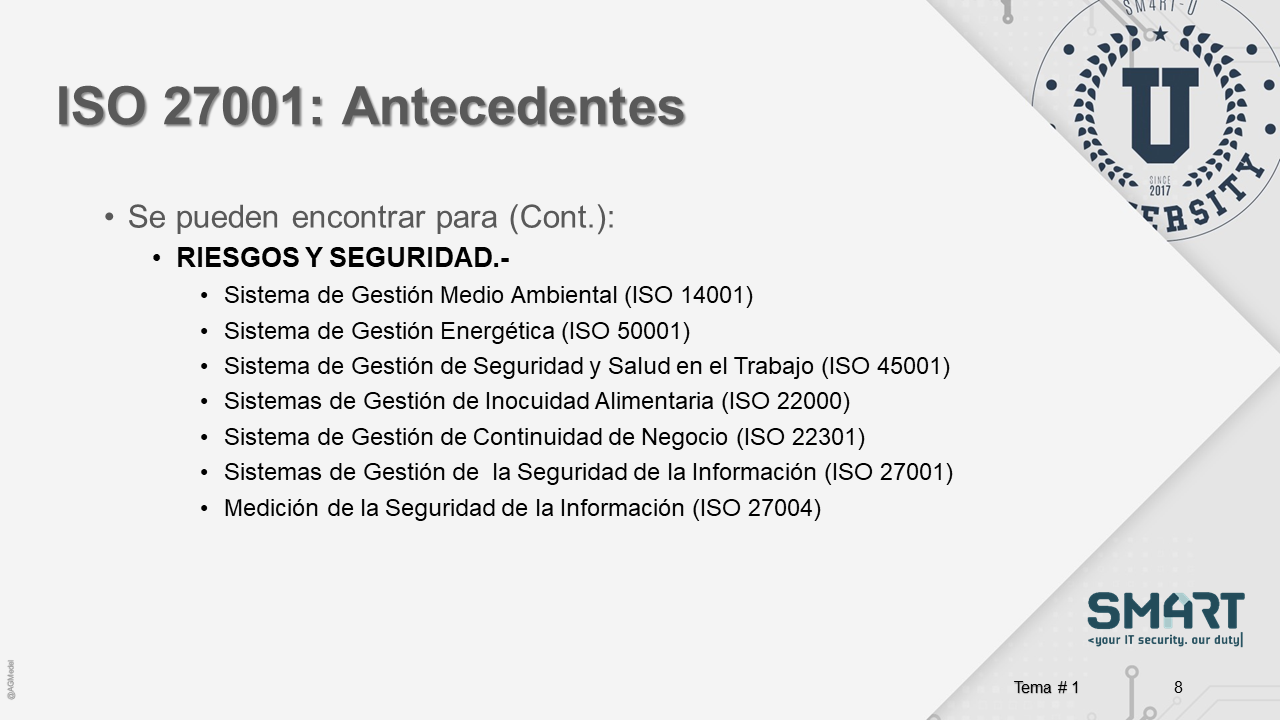 SM4RT-U
U
SINCE
2017
ERSITY
ISO 27001: Antecedentes
• Se pueden encontrar para (Cont.):
• RIESGOS Y SEGURIDAD.-
• Sistema de Gestión Medio Ambiental (ISO 14001)
• Sistema de Gestión Energética (ISO 50001)
• Sistema de Gestión de Seguridad y Salud en el Trabajo (ISO 45001)
• Sistemas de Gestión de Inocuidad Alimentaria (ISO 22000)
• Sistema de Gestión de Continuidad de Negocio (ISO 22301)
• Sistemas de Gestión de  la Seguridad de la Información (ISO 27001)
• Medición de la Seguridad de la Información (ISO 27004)
SMART
<your IT security. our duty|
@AGMedel
Tema # 1
8